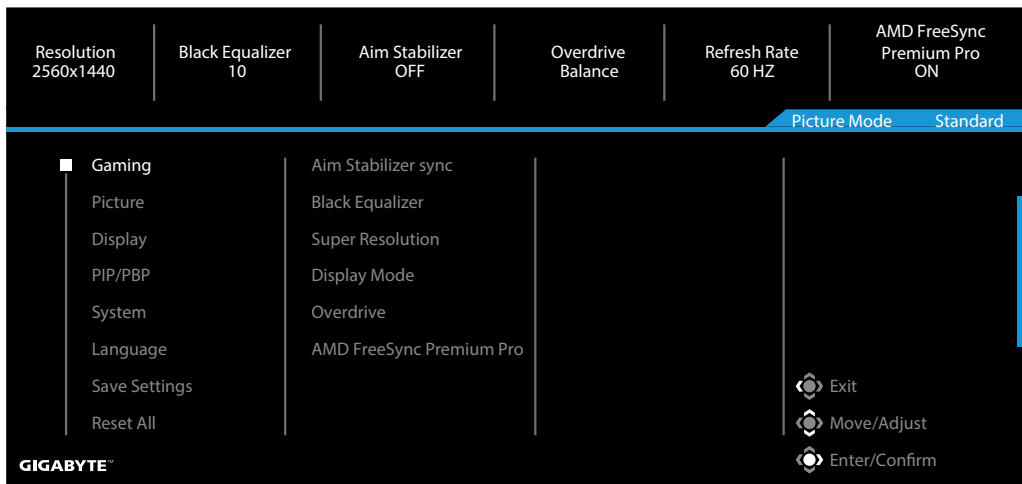 Resolution
2560x1440
Black Equalizer
10
Aim Stabilizer
OFF
Overdrive
Balance
Refresh Rate
60 HZ
AMD FreeSync
Premium Pro
ON
Picture Mode Standard
Gaming
Picture
Display
PIP/PBP
System
Language
Save Settings
Reset All
Aim Stabilizer sync
Black Equalizer
Super Resolution
Display Mode
Overdrive
AMD FreeSync Premium Pro
Exit
Move/Adjust
Enter/Confirm
GIGABYTE™